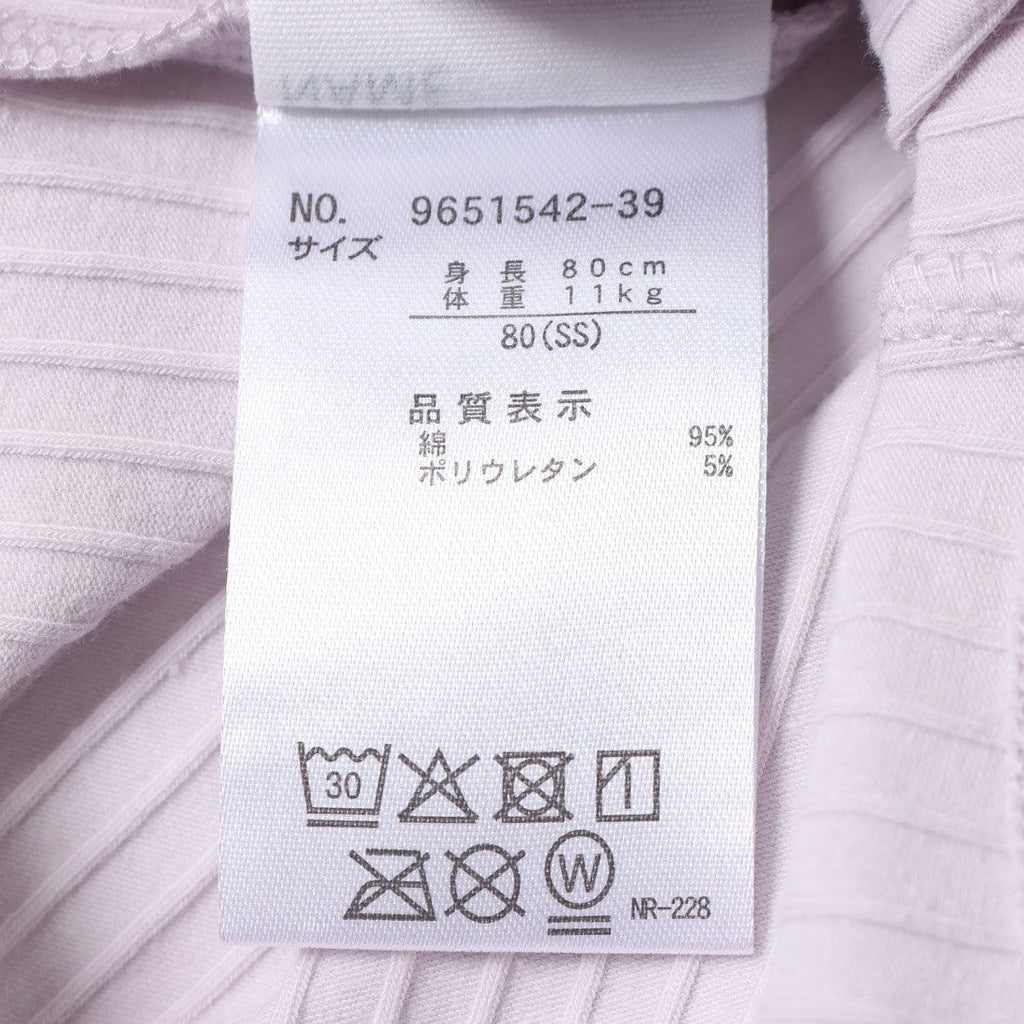 NO. 9651542-39
サイズ
身長 80cm
体重 11kg
80(SS)
品質表示
綿 95%
ポリウレタン 5%
30
W
NR-228